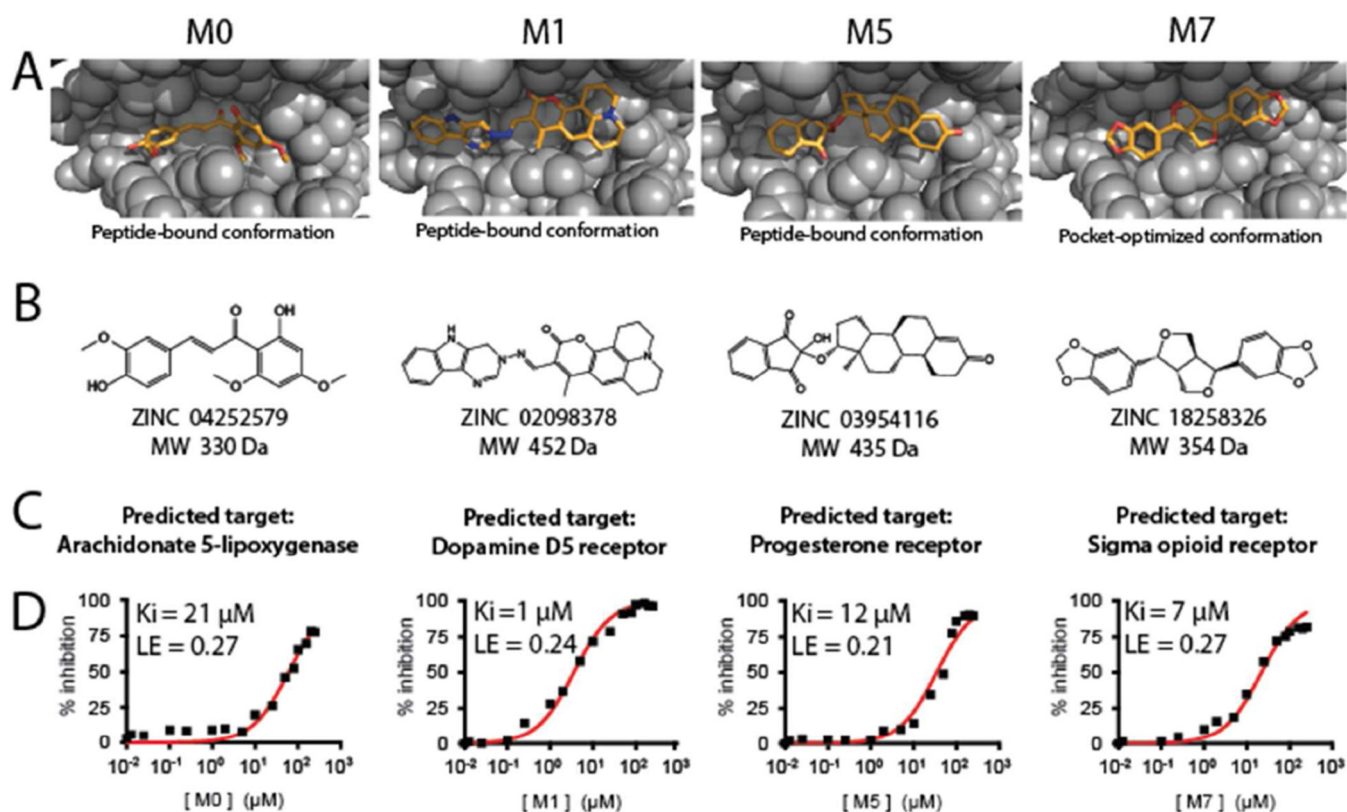 M0 M1 M5 M7
A
Peptide-bound conformation Peptide-bound conformation Peptide-bound conformation Pocket-optimized conformation
B
O OH O HO O O
H N N N N O O N
O OH O O O
O O O O O O
ZINC 04252579 ZINC 02098378 ZINC 03954116 ZINC 18258326
MW 330 Da MW 452 Da MW 435 Da MW 354 Da
C
Predicted target: Predicted target: Predicted target: Predicted target:
Arachidonate 5-lipoxygenase Dopamine D5 receptor Progesterone receptor Sigma opioid receptor
D
% inhibition
100
75
50
25
0
Ki = 21 µM
LE = 0.27
10-2 10-1 100 101 102 103
[ M0 ] (µM)
% inhibition
100
75
50
25
0
Ki = 1 µM
LE = 0.24
10-2 10-1 100 101 102 103
[ M1 ] (µM)
% inhibition
100
75
50
25
0
Ki = 12 µM
LE = 0.21
10-2 10-1 100 101 102 103
[ M5 ] (µM)
% inhibition
100
75
50
25
0
Ki = 7 µM
LE = 0.27
10-2 10-1 100 101 102 103
[ M7 ] (µM)